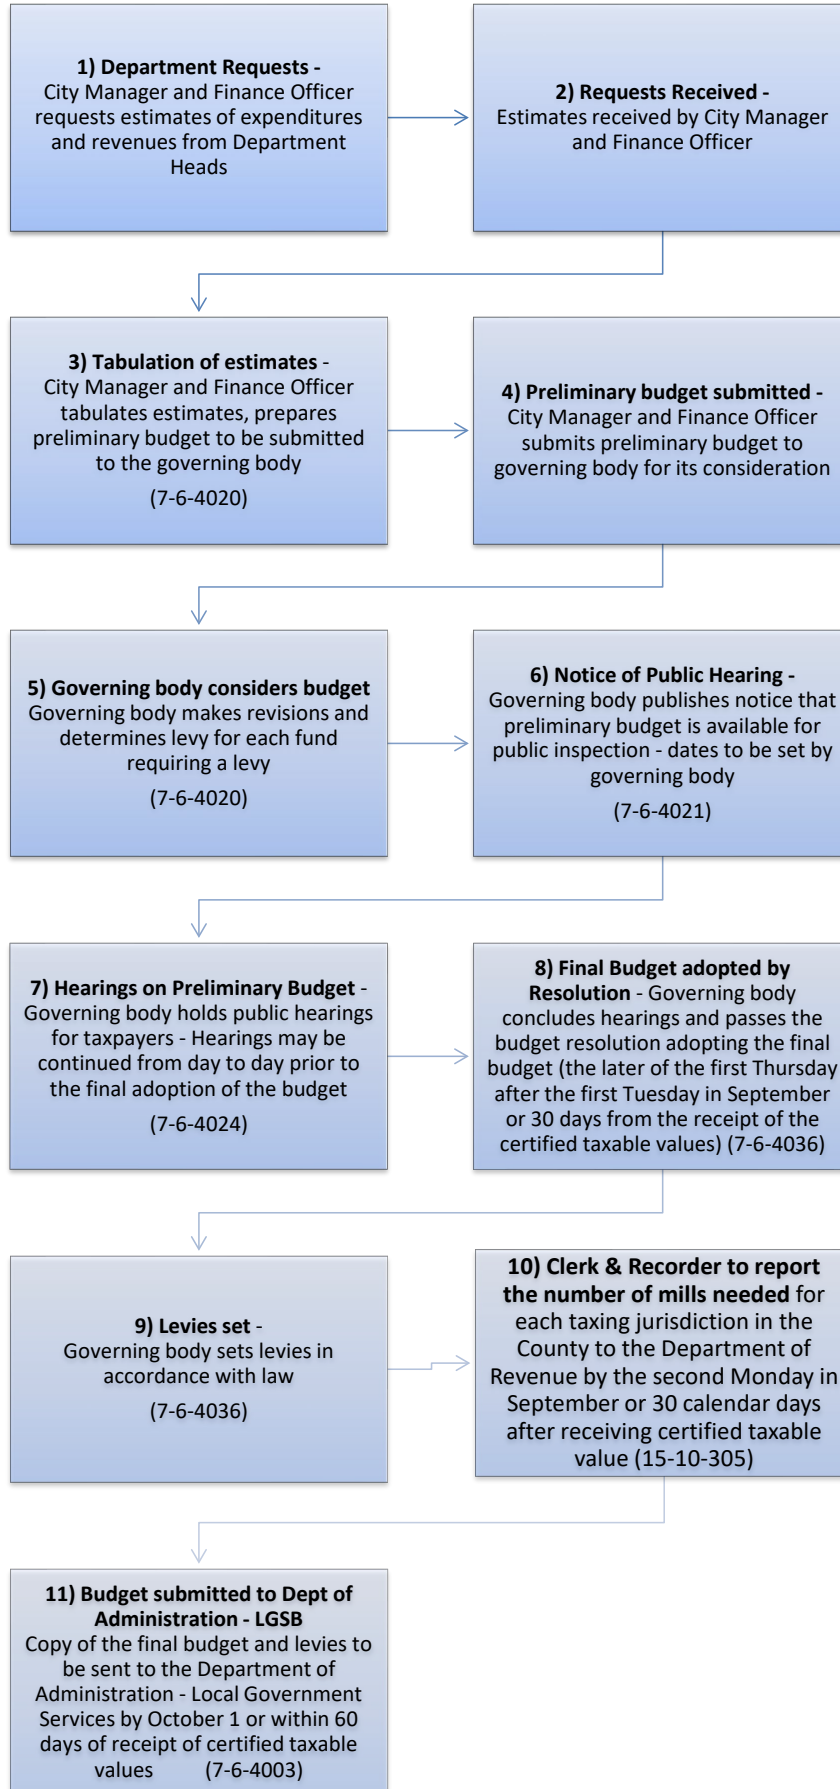 1) Department Requests -
City Manager and Finance Officer
requests estimates of expenditures
and revenues from Department
Heads
2) Requests Received -
Estimates received by City Manager
and Finance Officer
3) Tabulation of estimates -
City Manager and Finance Officer
tabulates estimates, prepares
preliminary budget to be submitted
to the governing body
(7-6-4020)
4) Preliminary budget submitted -
City Manager and Finance Officer
submits preliminary budget to
governing body for its consideration
5) Governing body considers budget
Governing body makes revisions and
determines levy for each fund
requiring a levy
(7-6-4020)
6) Notice of Public Hearing -
Governing body publishes notice that
preliminary budget is available for
public inspection - dates to be set by
governing body
(7-6-4021)
7) Hearings on Preliminary Budget -
Governing body holds public hearings
for taxpayers - Hearings may be
continued from day to day prior to
the final adoption of the budget
(7-6-4024)
8) Final Budget adopted by
Resolution - Governing body
concludes hearings and passes the
budget resolution adopting the final
budget (the later of the first Thursday
after the first Tuesday in September
or 30 days from the receipt of the
certified taxable values) (7-6-4036)
9) Levies set -
Governing body sets levies in
accordance with law
(7-6-4036)
10) Clerk & Recorder to report
the number of mills needed for
each taxing jurisdiction in the
County to the Department of
Revenue by the second Monday in
September or 30 calendar days
after receiving certified taxable
value (15-10-305)
11) Budget submitted to Dept of
Administration - LGSB
Copy of the final budget and levies to
be sent to the Department of
Administration - Local Government
Services by October 1 or within 60
days of receipt of certified taxable
values (7-6-4003)